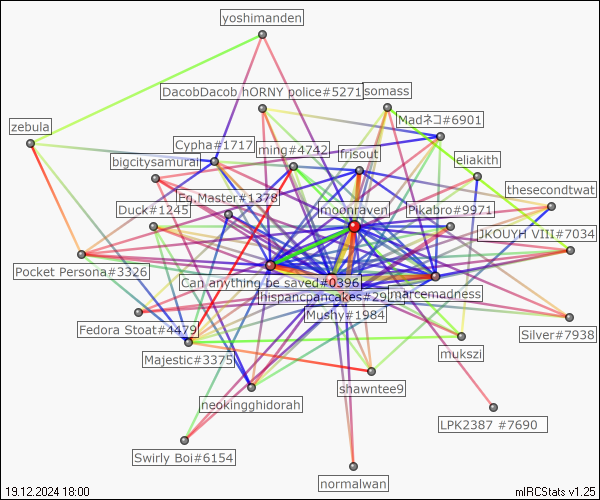 yoshimanden
DacobDacob hORNY police#5271
somass
Madネコ#6901
zebula
Cypha#1717
ming#4742
frisout
bigcitysamurai
eliakith
thesecondtwat
Eg.Master#1378
Duck#1245
moonraven
Pikabro#9971
JKOUYH VIII#7034
Pocket Persona#3326
Can anything be saved#0396
hispancpancakes#29
marcemadness
Mushy#1984
Fedora Stoat#4479
Silver#7938
Majestic#3375
mukszi
shawntee9
neokingghidorah
LPK2387 #7690
Swirly Boi#6154
normalwan
19.12.2024 18:00
mIRCStats v1.25